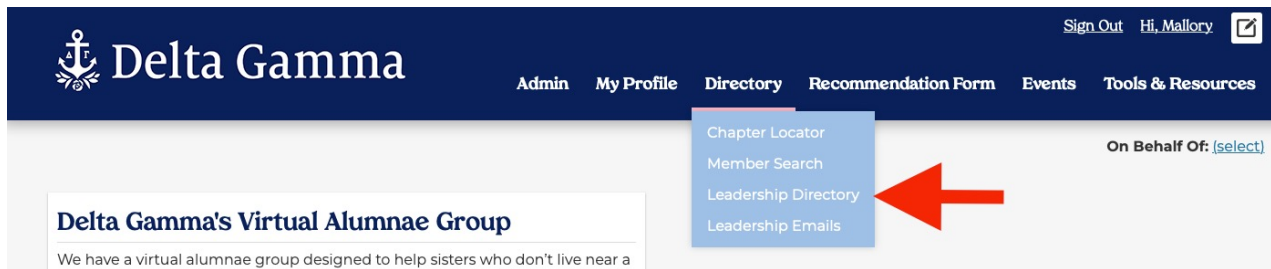 Sign Out Hi, Mallory
Delta Gamma
Admin My Profile Directory Recommendation Form Events Tools & Resources
Chapter Locator
On Behalf Of: (select)
Member Search
Leadership Directory
Leadership Emails
Delta Gamma's Virtual Alumnae Group
We have a virtual alumnae group designed to help sisters who don't live near a